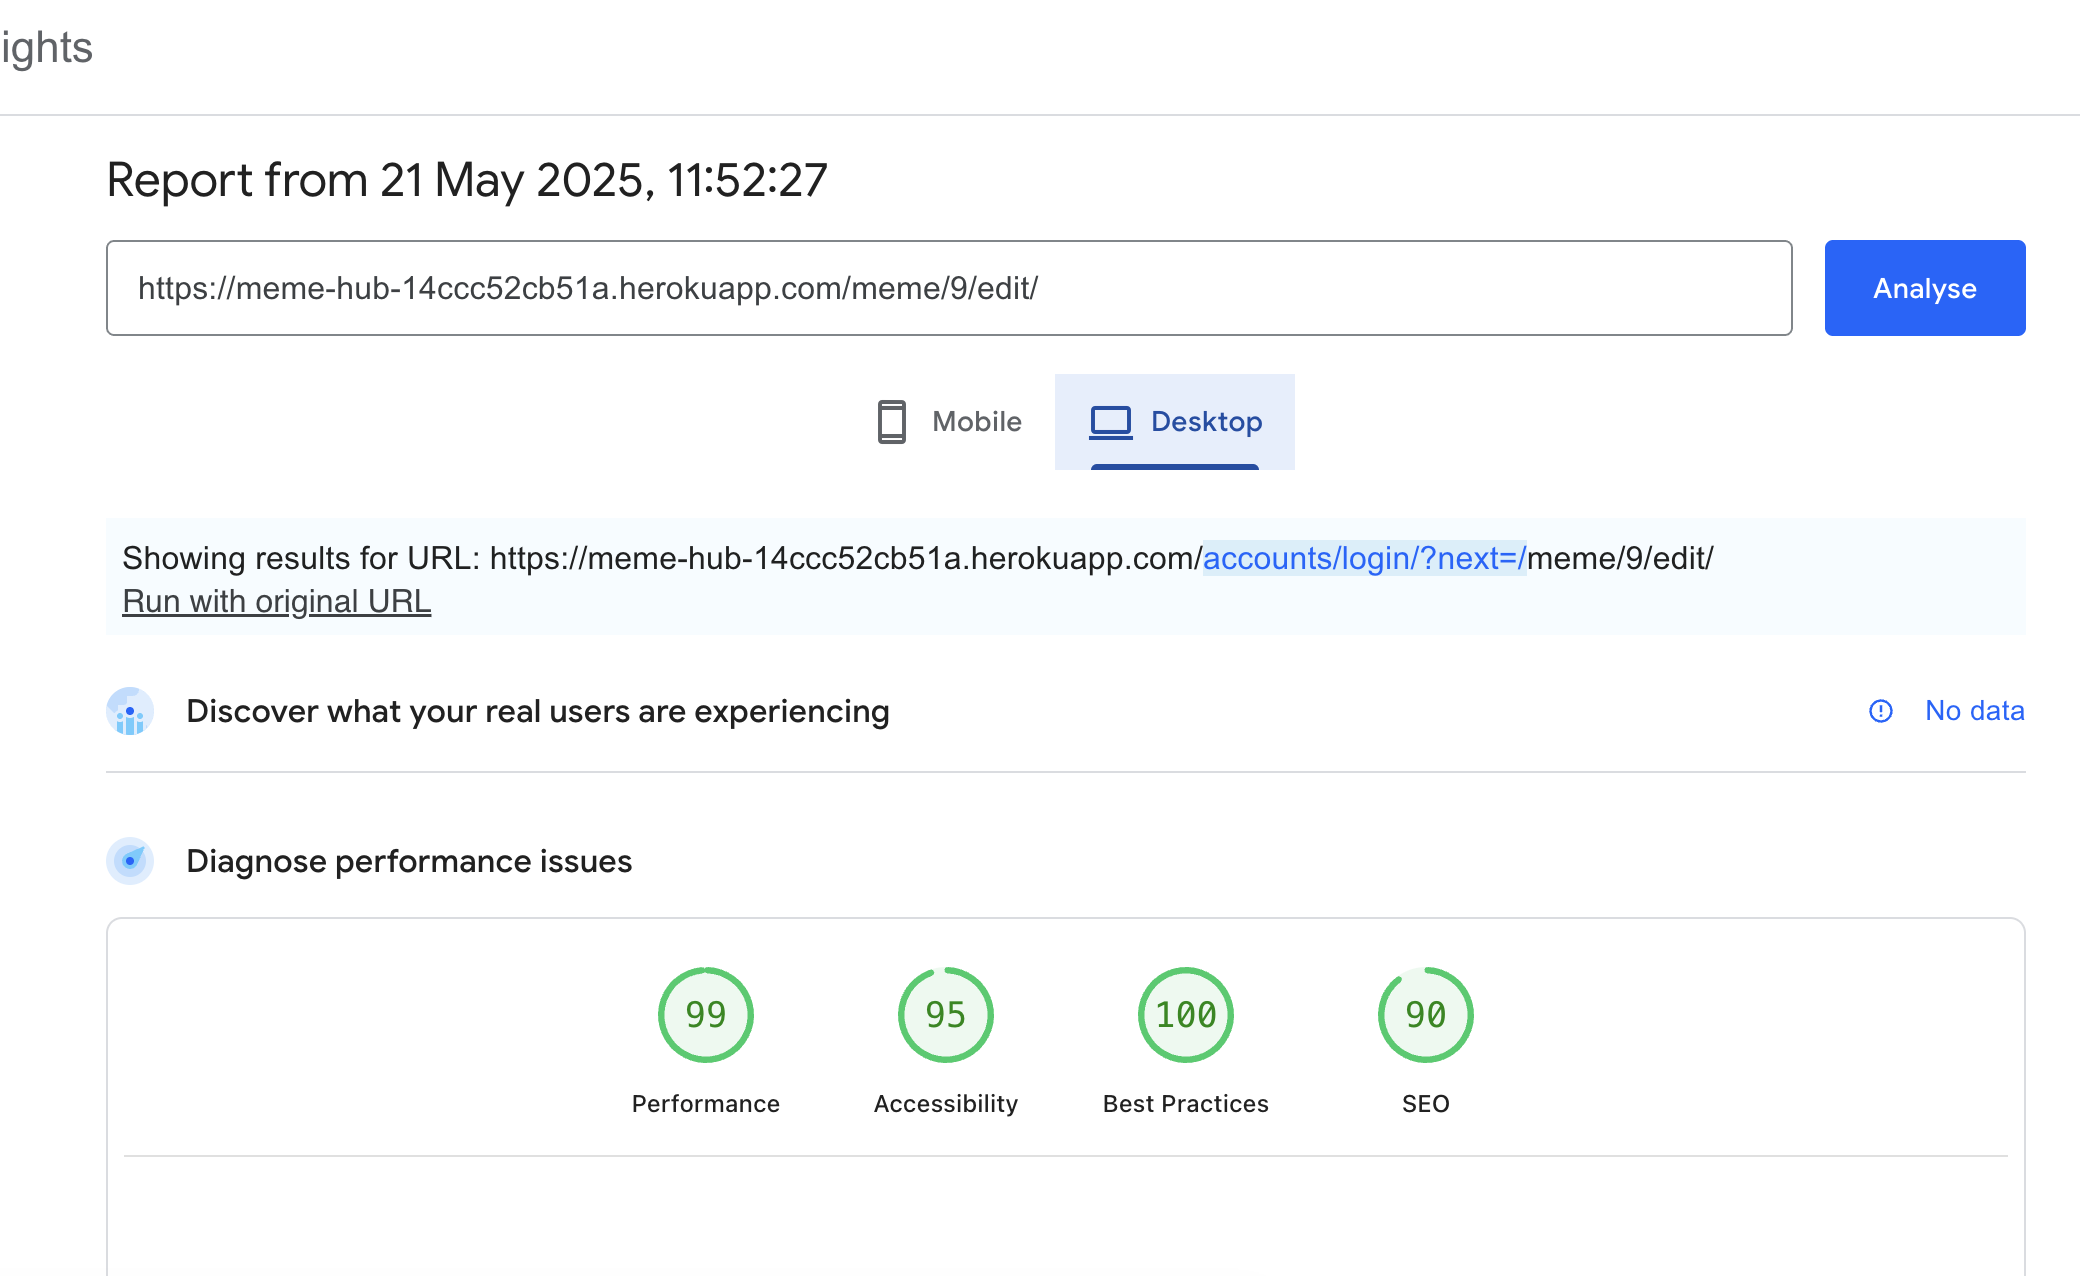 ights
Report from 21 May 2025, 11:52:27
https://meme-hub-14ccc52cb51a.herokuapp.com/meme/9/edit/
Analyse
Mobile
Desktop
Showing results for URL: https://meme-hub-14ccc52cb51a.herokuapp.com/accounts/login/?next=/meme/9/edit/
Run with original URL
Discover what your real users are experiencing
No data
Diagnose performance issues
99
95
100
90
Performance
Accessibility
Best Practices
SEO